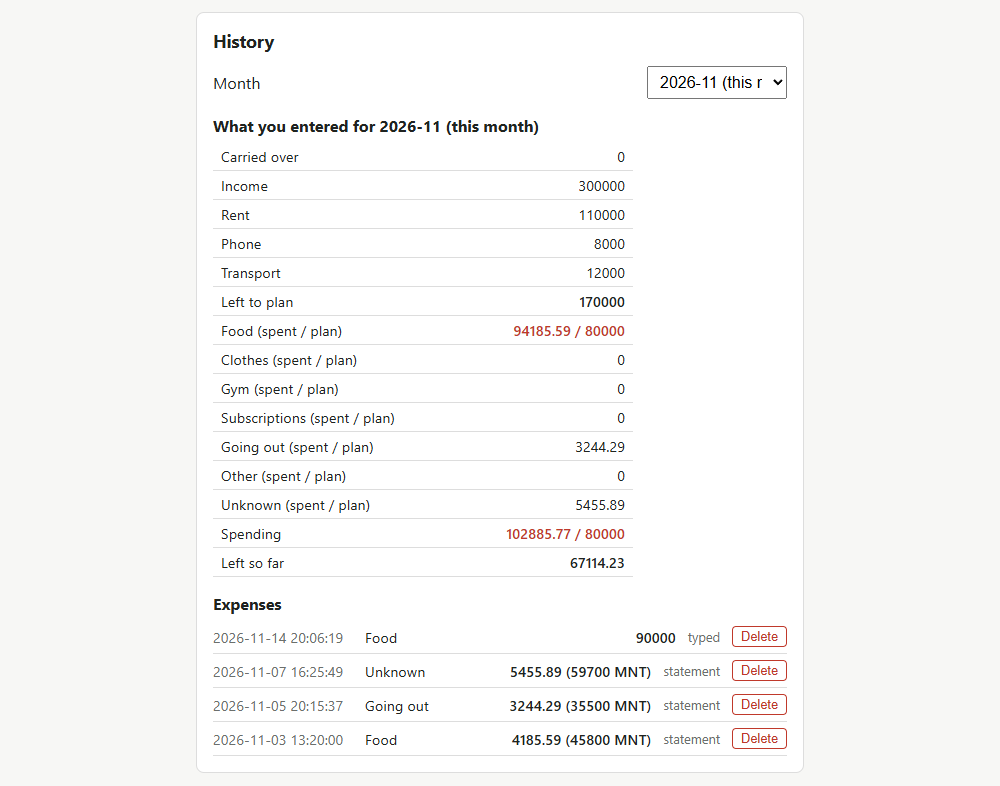 History
Month 2026-11 (this r
What you entered for 2026-11 (this month)
Carried over 0
Income 300000
Rent 110000
Phone 8000
Transport 12000
Left to plan 170000
Food (spent / plan) 94185.59 / 80000
Clothes (spent / plan) 0
Gym (spent / plan) 0
Subscriptions (spent / plan) 0
Going out (spent / plan) 3244.29
Other (spent / plan) 0
Unknown (spent / plan) 5455.89
Spending 102885.77 / 80000
Left so far 67114.23
Expenses
2026-11-14 20:06:19 Food 90000 typed Delete
2026-11-07 16:25:49 Unknown 5455.89 (59700 MNT) statement Delete
2026-11-05 20:15:37 Going out 3244.29 (35500 MNT) statement Delete
2026-11-03 13:20:00 Food 4185.59 (45800 MNT) statement Delete